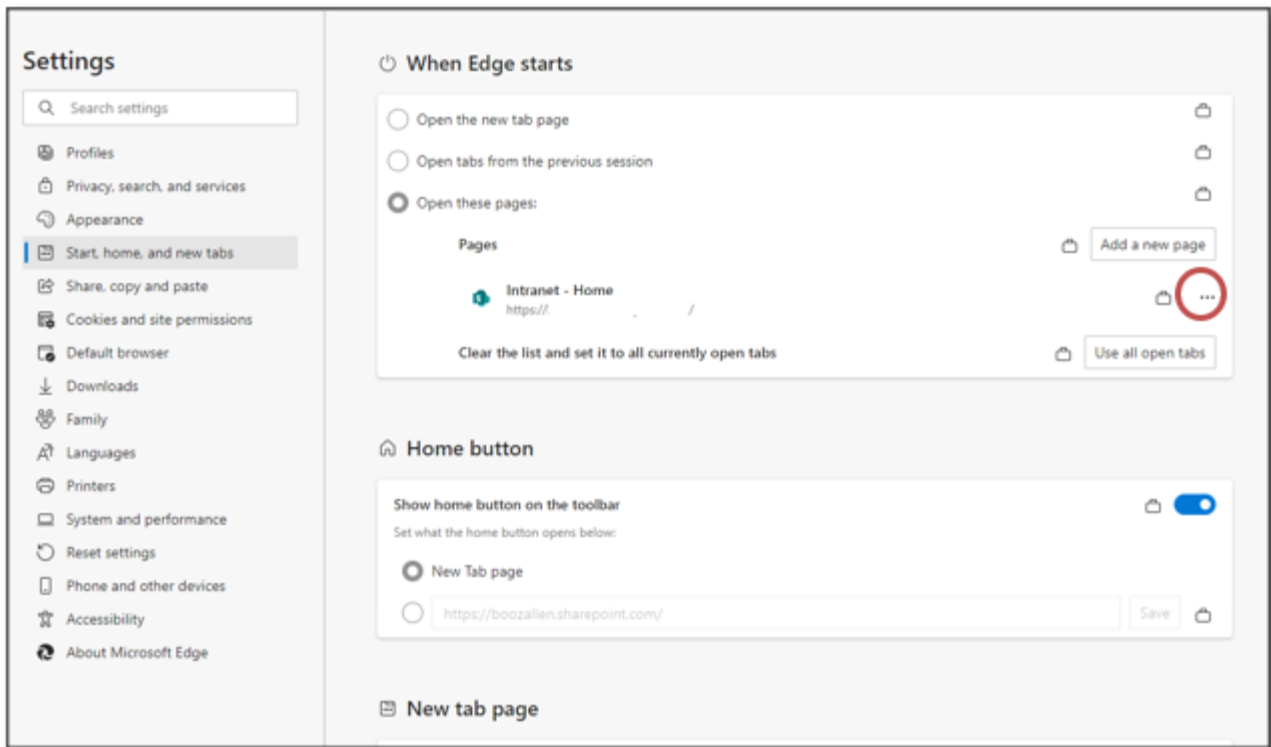 Settings
Search settings
Profiles
Privacy, search, and services
Appearance
Start, home, and new tabs
Share, copy and paste
Cookies and site permissions
Default browser
Downloads
Family
Languages
Printers
System and performance
Reset settings
Phone and other devices
Accessibility
About Microsoft Edge
When Edge starts
Open the new tab page
Open tabs from the previous session
Open these pages:
Pages
Add a new page
Intranet - Home
https://. . /
...
Clear the list and set it to all currently open tabs
Use all open tabs
Home button
Show home button on the toolbar
Set what the home button opens below:
New Tab page
https://boozallen.sharepoint.com/
Save
New tab page